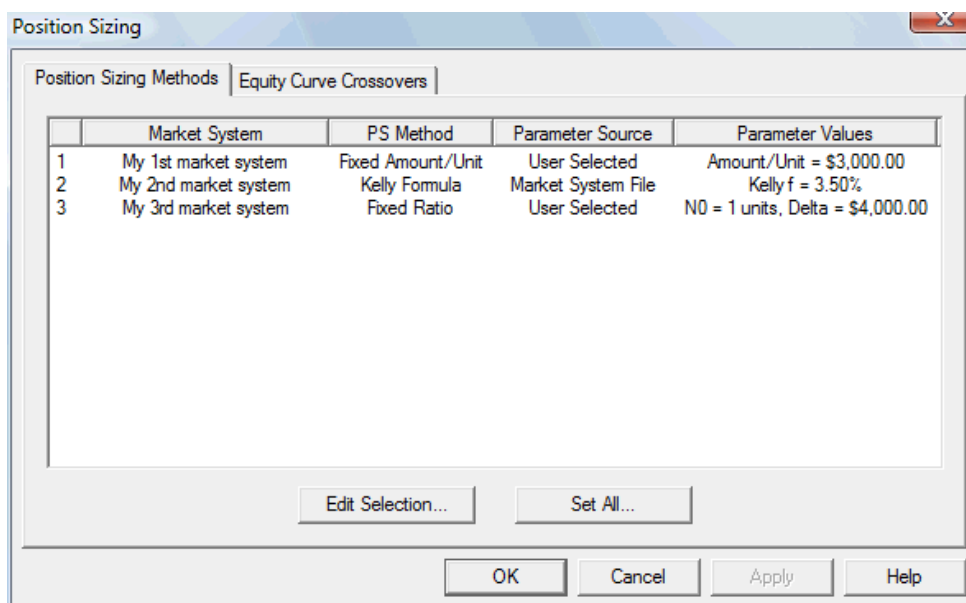 Position Sizing
Position Sizing Methods Equity Curve Crossovers
Market System PS Method Parameter Source Parameter Values
1 My 1st market system Fixed Amount/Unit User Selected Amount/Unit = $3,000.00
2 My 2nd market system Kelly Formula Market System File Kelly f = 3.50%
3 My 3rd market system Fixed Ratio User Selected N0 = 1 units, Delta = $4,000.00
Edit Selection... Set All...
OK Cancel Apply Help